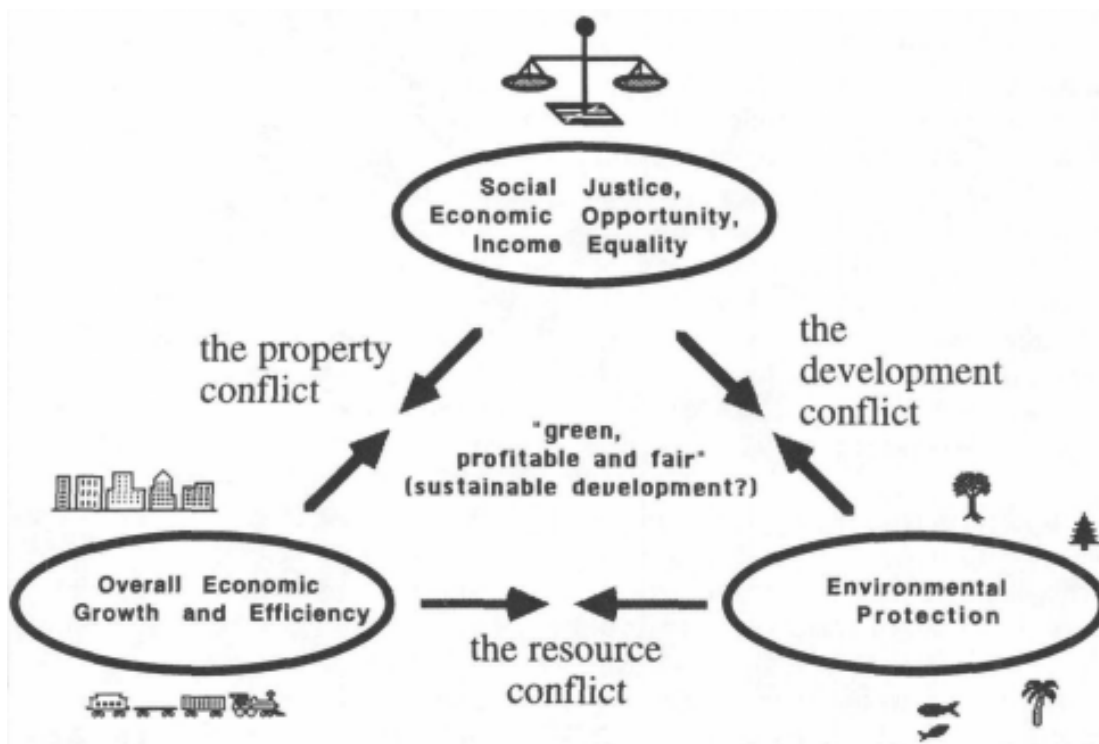 Social Justice,
Economic Opportunity,
Income Equality
the property
conflict
the
development
conflict
"green,
profitable and fair"
(sustainable development?)
Overall Economic
Growth and Efficiency
Environmental
Protection
the resource
conflict